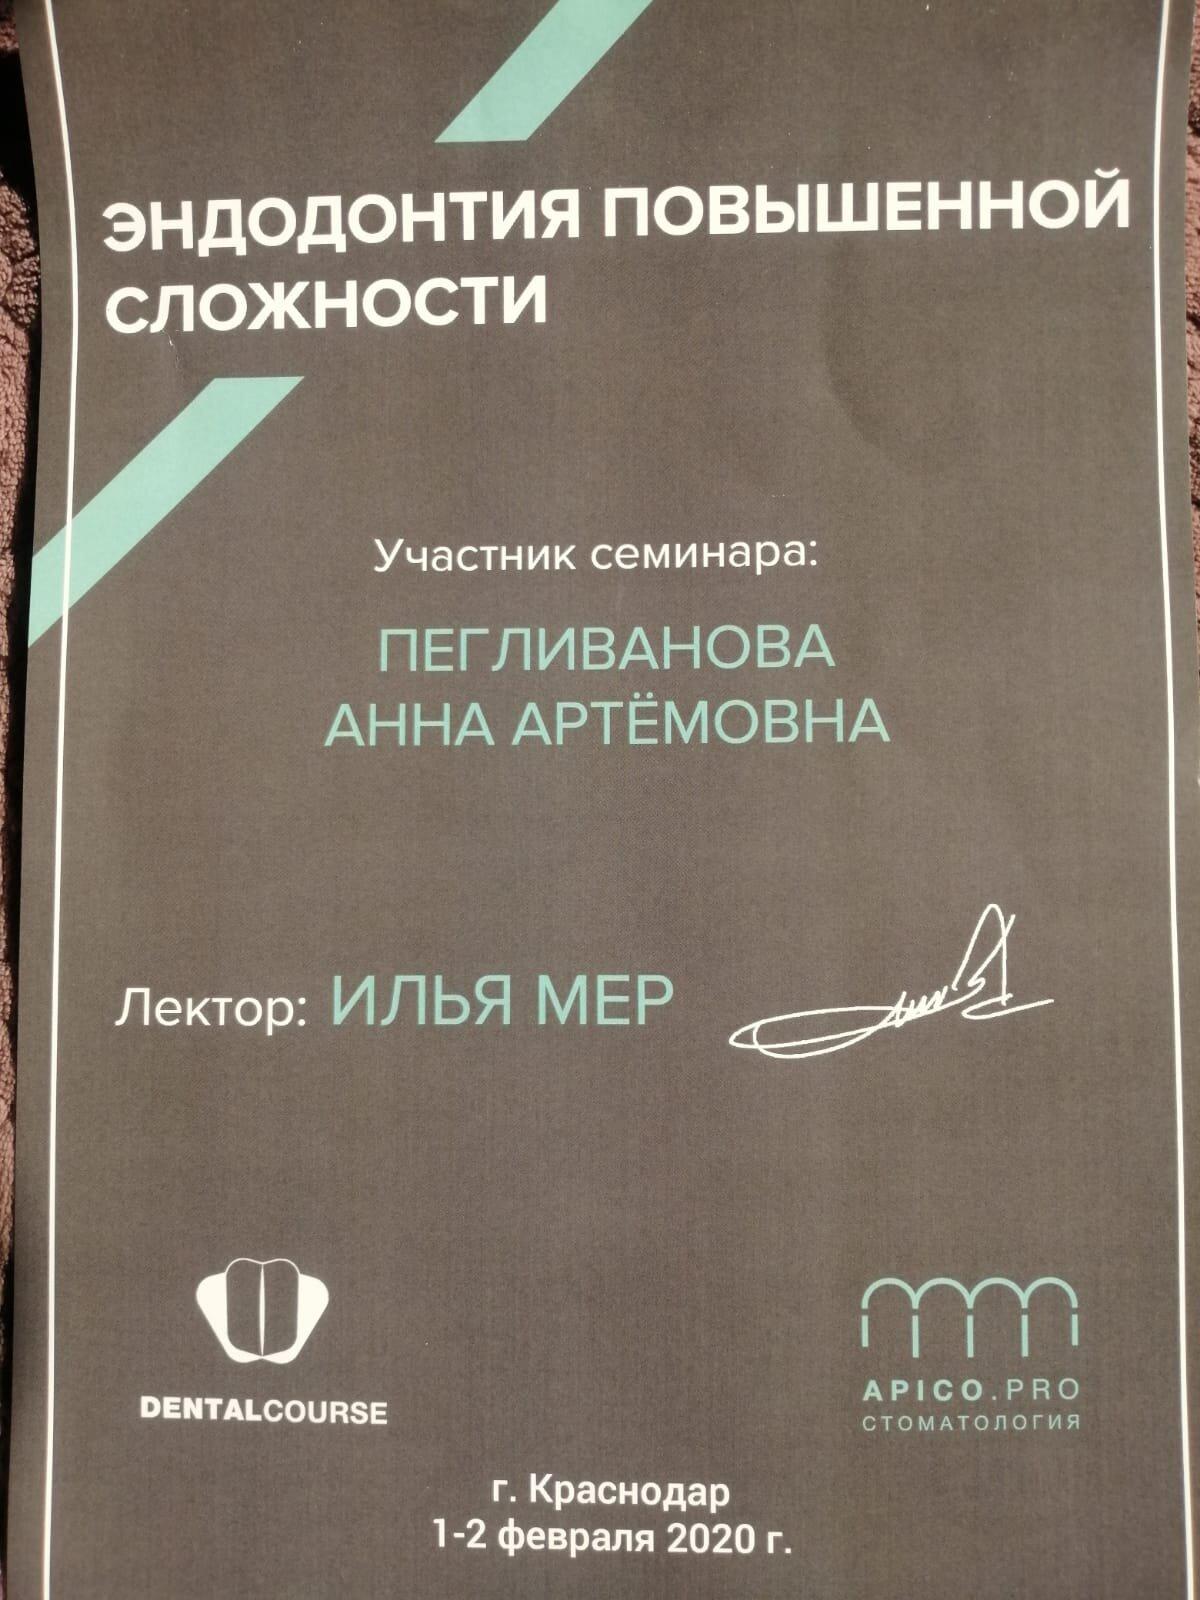 ЭНДОДОНТИЯ ПОВЫШЕННОЙ
СЛОЖНОСТИ
Участник семинара:
ПЕГЛИВАНОВА
АННА АРТЁМОВНА
Лектор: ИЛЬЯ МЕР
DENTALCOURSE
APICO.PRO
СТОМАТОЛОГИЯ
г. Краснодар
1-2 февраля 2020 г.